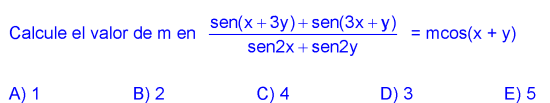 Calcule el valor de m en sen(x + 3y) + sen(3x + y) / sen2x + sen2y = mcos(x + y)
A) 1 B) 2 C) 4 D) 3 E) 5